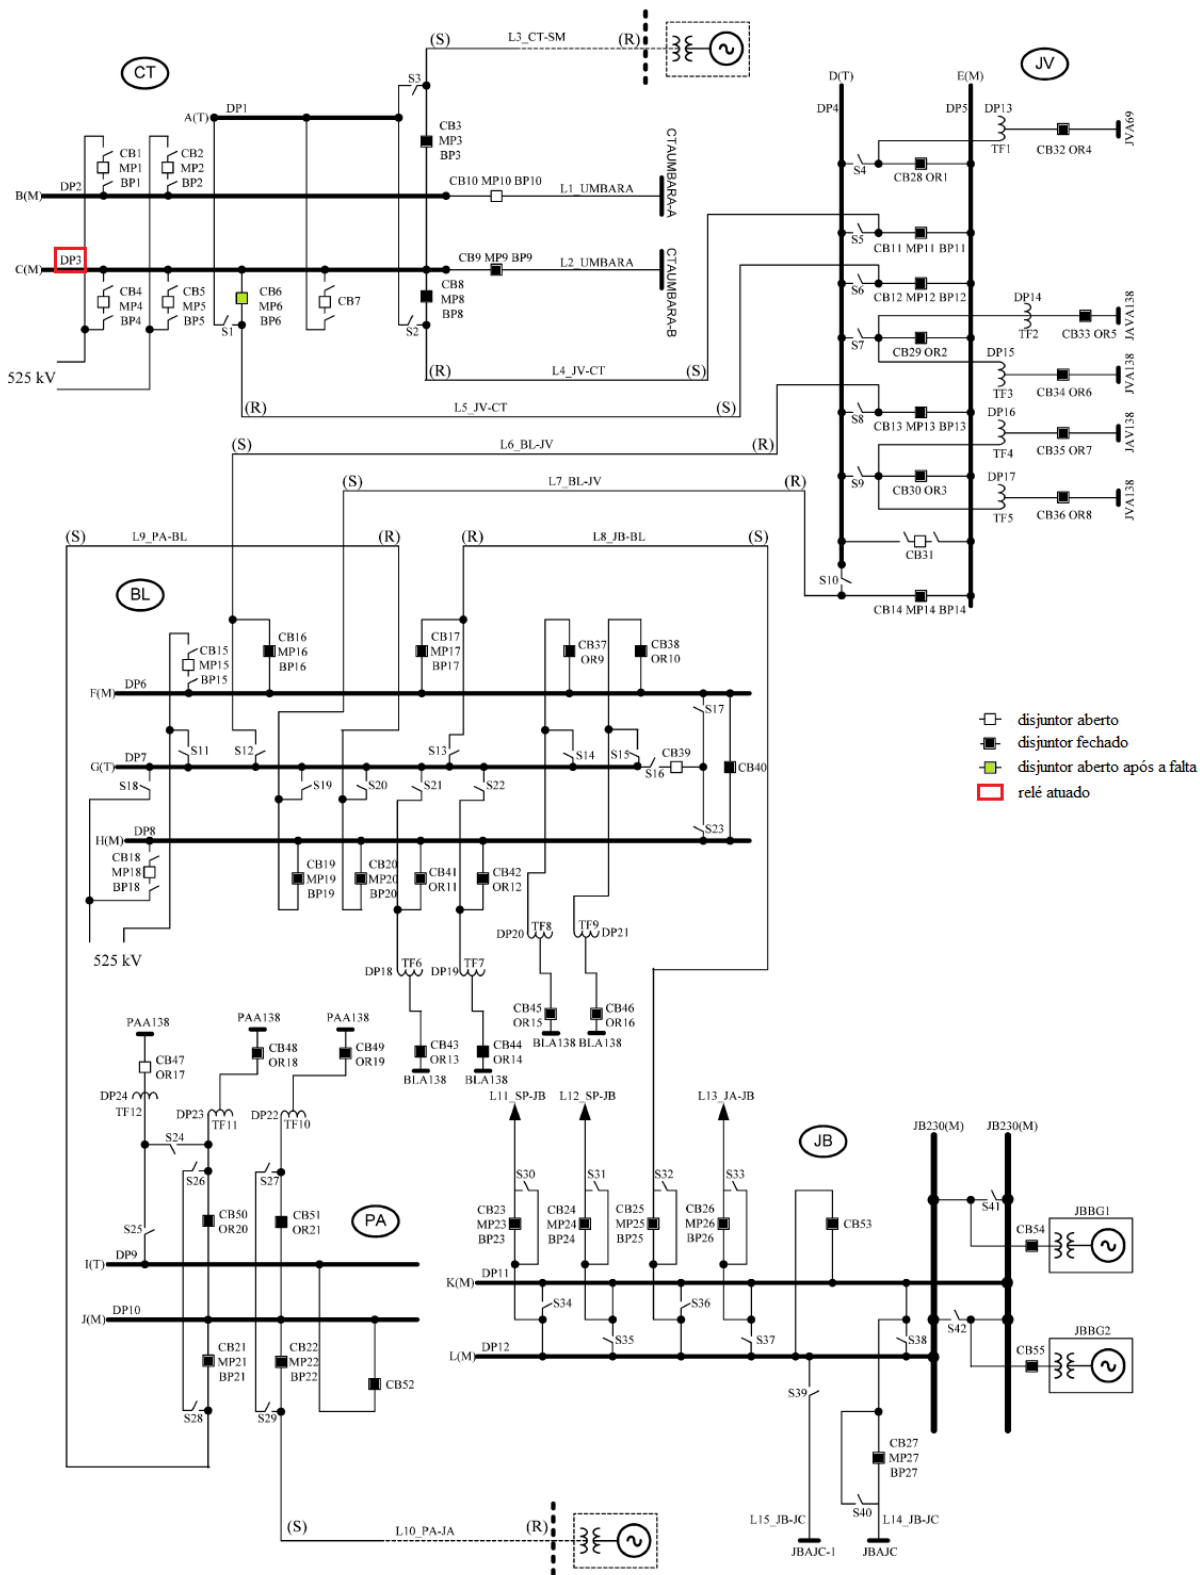 (S)
L3_CT-SM
(R)
CT
S3
A(T)
DP1
CB3
MP3
BP3
CB1
MP1
BP1
CB2
MP2
BP2
B(M)
DP2
CB10 MP10 BP10
L1_UMBARA
CTAUMBARA-A
C(M)
DP3
CB9 MP9 BP9
L2_UMBARA
CTAUMBARA-B
CB4
MP4
BP4
CB5
MP5
BP5
S1
CB6
MP6
BP6
CB7
S2
CB8
MP8
BP8
525 kV
(R)
L4_JV-CT
(S)
(R)
L5_JV-CT
(S)
(S)
L6_BL-JV
(R)
(S)
L7_BL-JV
(R)
JV
D(T)
E(M)
DP4
DP5
DP13
TF1
CB32 OR4
JVA69
S4
CB28 OR1
S5
CB11 MP11 BP11
S6
CB12 MP12 BP12
DP14
TF2
CB33 OR5
JAVA138
S7
CB29 OR2
DP15
TF3
CB34 OR6
JVA138
S8
CB13 MP13 BP13
DP16
TF4
CB35 OR7
JAV138
S9
CB30 OR3
DP17
TF5
CB36 OR8
JVA138
CB31
S10
CB14 MP14 BP14
(S)
L9_PA-BL
(R)
(R)
L8_JB-BL
(S)
BL
CB15
MP15
BP15
CB16
MP16
BP16
CB17
MP17
BP17
CB37
OR9
CB38
OR10
F(M)
DP6
S17
S11
S12
S13
S14
S15
S16
CB39
CB40
G(T)
DP7
S18
S19
S20
S21
S22
S23
H(M)
DP8
CB18
MP18
BP18
CB19
MP19
BP19
CB20
MP20
BP20
CB41
OR11
CB42
OR12
525 kV
DP18
TF6
DP19
TF7
DP20
TF8
TF9
DP21
CB43
OR13
BLA138
CB44
OR14
BLA138
CB45
OR15
BLA138
CB46
OR16
BLA138
disjuntor aberto
disjuntor fechado
disjuntor aberto após a falta
relé atuado
PAA138
PAA138
PAA138
CB47
OR17
CB48
OR18
CB49
OR19
DP24
TF12
DP23
TF11
DP22
TF10
S24
S26
S27
S25
CB50
OR20
CB51
OR21
PA
I(T)
DP9
J(M)
DP10
CB21
MP21
BP21
CB22
MP22
BP22
CB52
S28
S29
(S)
L10_PA-JA
(R)
L11_SP-JB
L12_SP-JB
L13_JA-JB
JB
JB230(M)
JB230(M)
S30
S31
S32
S33
CB23
MP23
BP23
CB24
MP24
BP24
CB25
MP25
BP25
CB26
MP26
BP26
CB53
S41
JBBG1
CB54
K(M)
DP11
S34
S35
S36
S37
S38
S42
JBBG2
CB55
L(M)
DP12
S39
CB27
MP27
BP27
S40
L15_JB-JC
L14_JB-JC
JBAJC-1
JBAJC